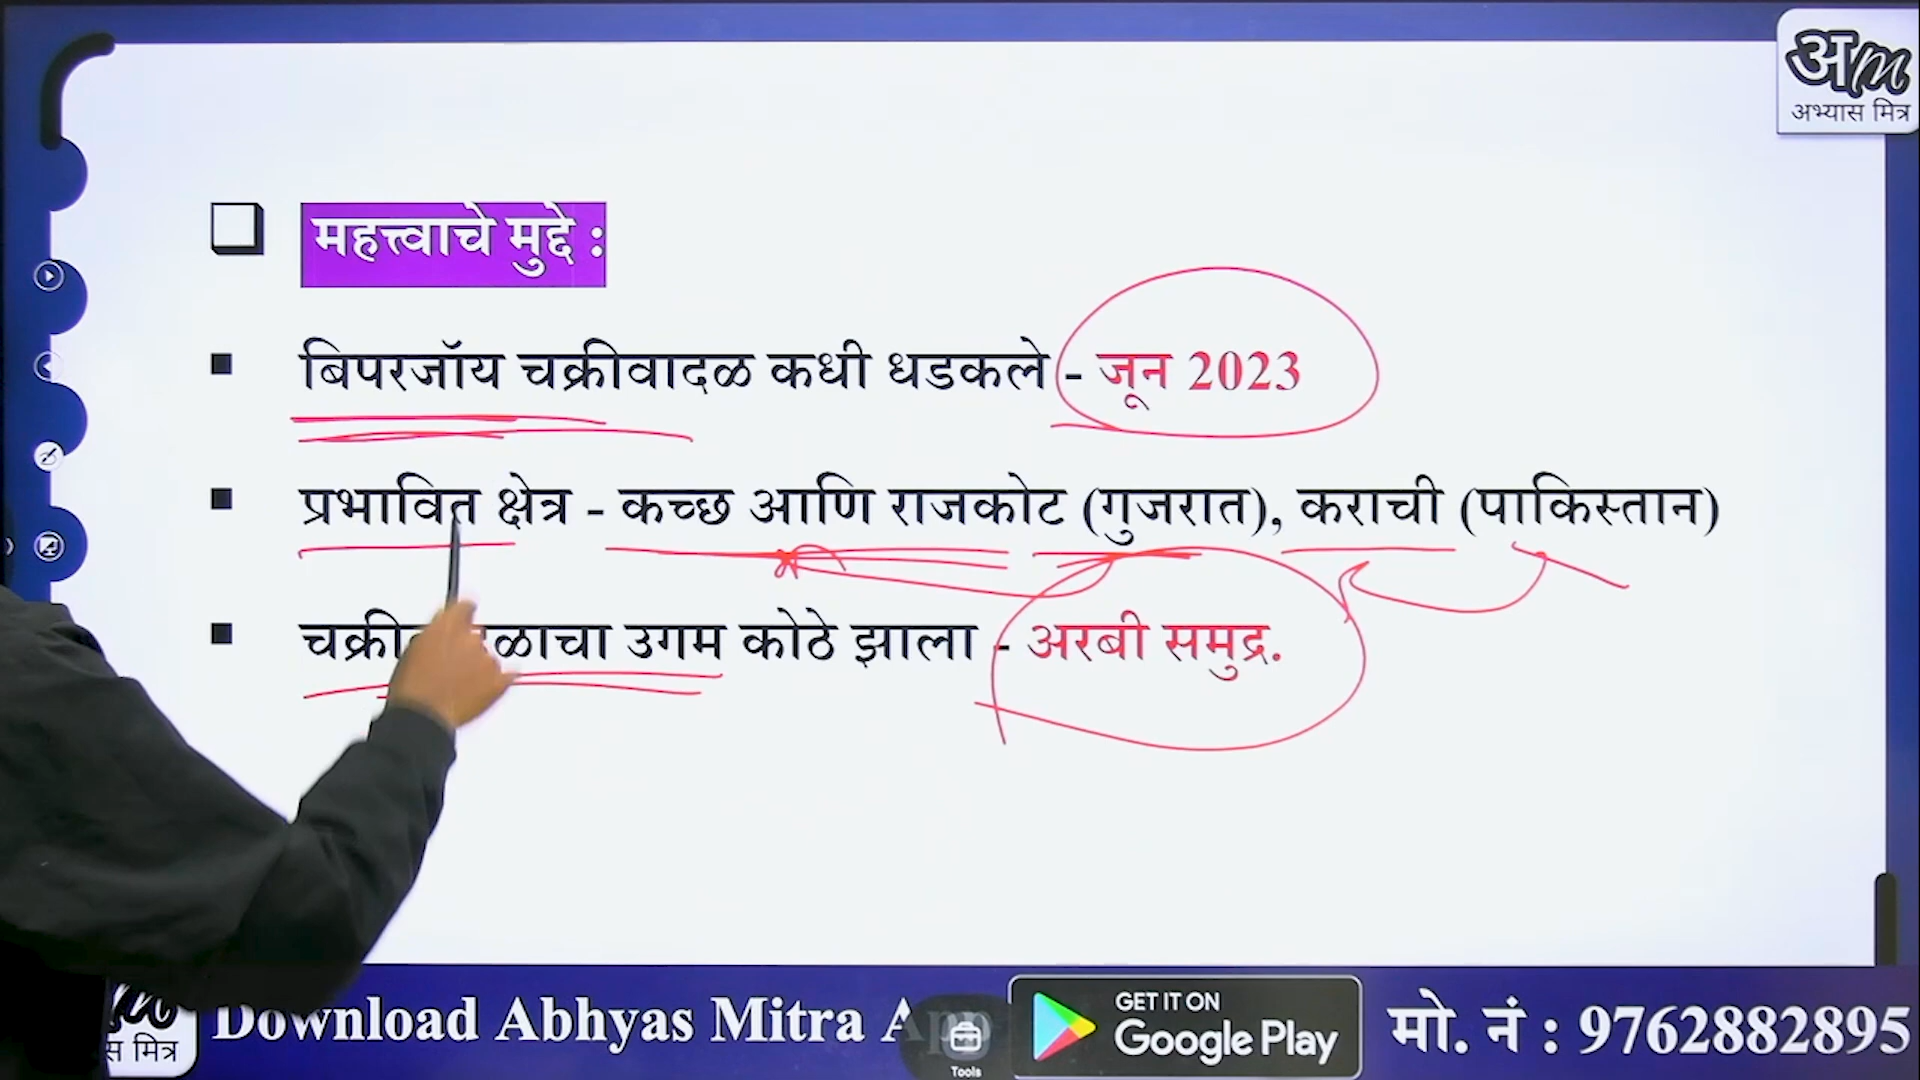 अm
अभ्यास मित्र
महत्त्वाचे मुद्दे :
बिपरजॉय चक्रीवादळ कधी धडकले - जून 2023
प्रभावित क्षेत्र - कच्छ आणि राजकोट (गुजरात), कराची (पाकिस्तान)
उगम कोठे झाला - अरबी समुद्र.
मित्र
Download Abhyas Mitra
GET IT ON
Google Play
मो. नं : 9762882895
Tools